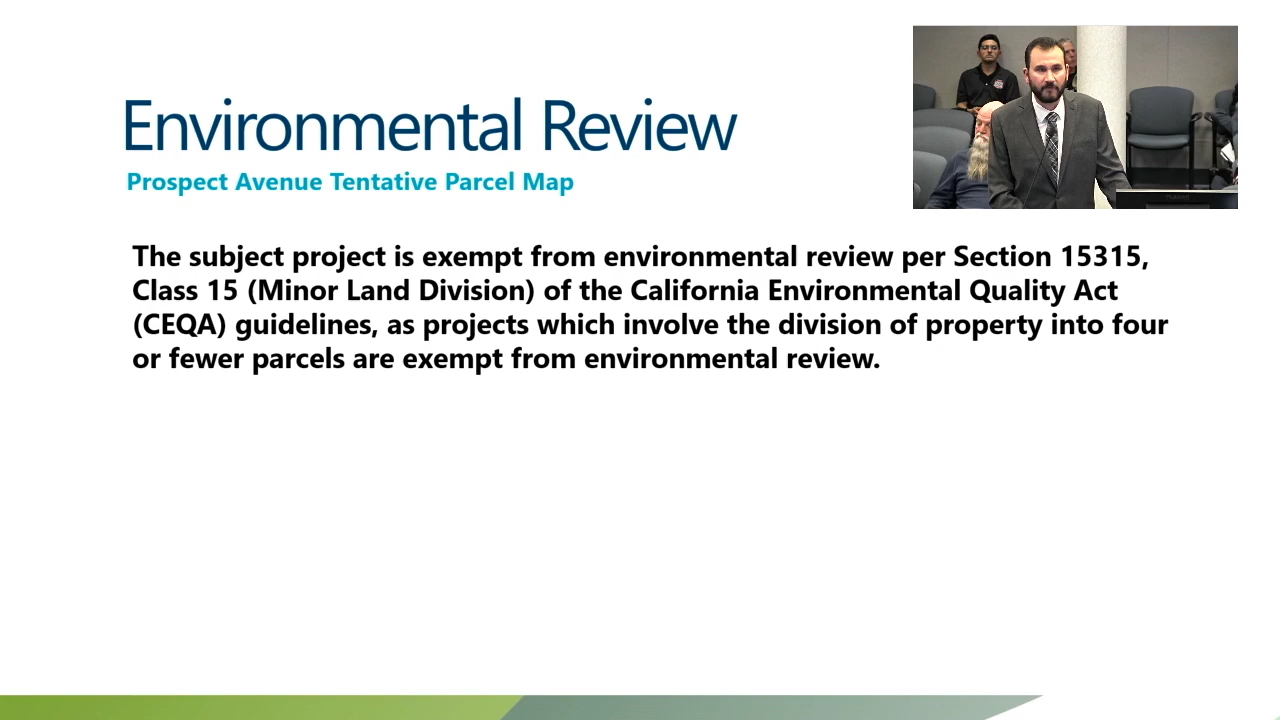 Environmental Review
Prospect Avenue Tentative Parcel Map
The subject project is exempt from environmental review per Section 15315,
Class 15 (Minor Land Division) of the California Environmental Quality Act
(CEQA) guidelines, as projects which involve the division of property into four
or fewer parcels are exempt from environmental review.